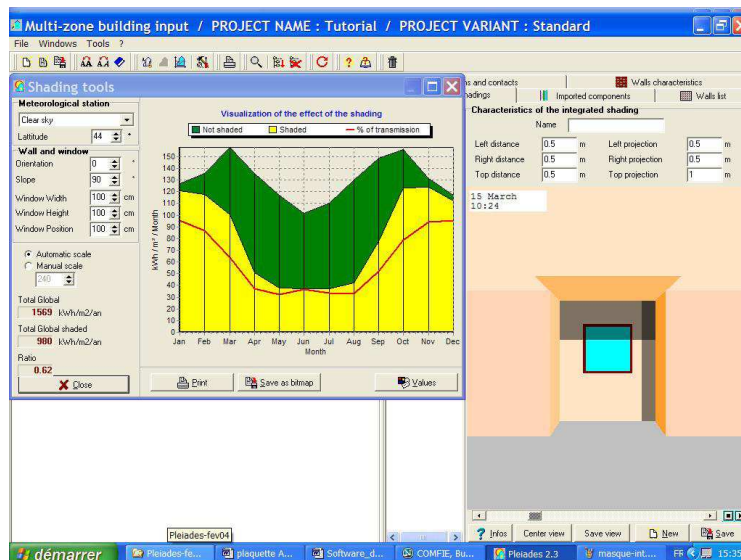 Multi-zone building input / PROJECT NAME : Tutorial / PROJECT VARIANT : Standard
File Windows Tools ?
Shading tools
Meteorological station
Clear sky
Lattitude 44 °
Wall and window
Orientation 0 °
Slope 90 °
Window Width 100 cm
Window Height 100 cm
Window Position 100 cm
Automatic scale
Manual scale
240
Total Global
1569 kWh/m2/an
Total Global shaded
980 kWh/m2/an
Ratio
0.62
Close
Visualization of the effect of the shading
Not shaded Shaded % of transmission
kWh / m² / Month
150
140
130
120
110
100
90
80
70
60
50
40
30
20
10
0
Jan Feb Mar Apr May Jun Jul Aug Sep Oct Nov Dec
Month
Print Save as bitmap Values
s and contacts Walls characteristics
adings Imported components Walls list
Characteristics of the integrated shading
Name
Left distance 0.5 m Left projection 0.5 m
Right distance 0.5 m Right projection 0.5 m
Top distance 0.5 m Top projection 1 m
15 March
10:24
? Infos Center view Save view New Save
Pleiades-fev04
démarrer Pleiades-fe... plaquette A... Software_d... COMFIE, Bu... Pleiades 2.3 masque-int... FR 15:35